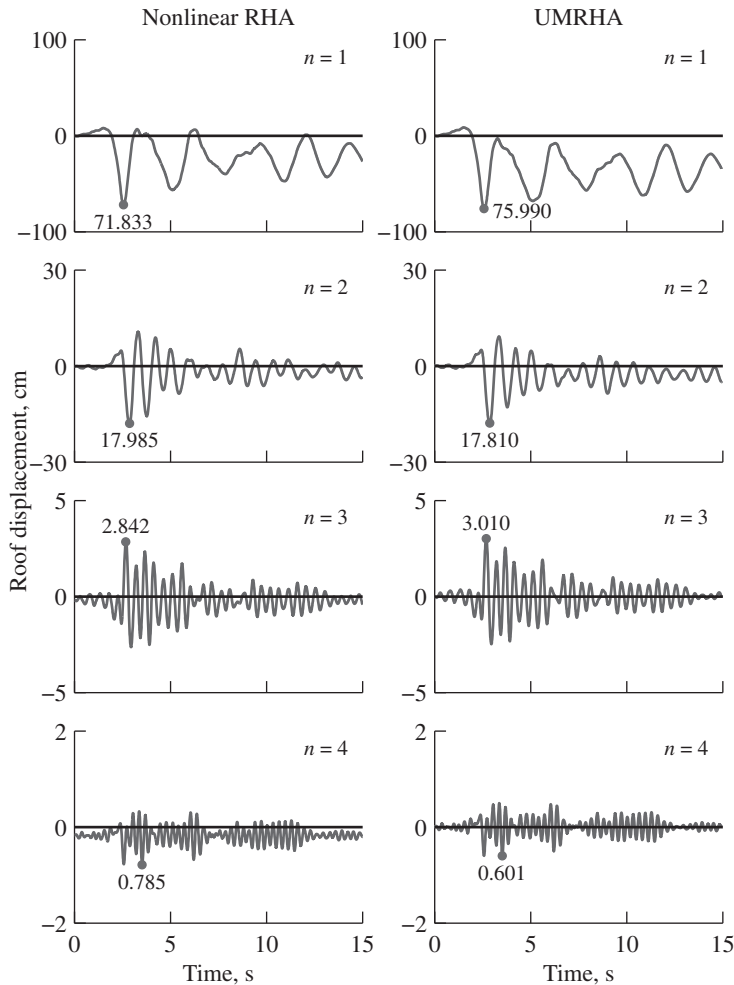 Nonlinear RHA
UMRHA
100
0
−100
n = 1
71.833
100
0
−100
n = 1
75.990
30
0
−30
n = 2
17.985
30
0
−30
n = 2
17.810
5
0
−5
n = 3
2.842
5
0
−5
n = 3
3.010
2
0
−2
n = 4
0.785
2
0
−2
n = 4
0.601
0 5 10 15
0 5 10 15
Time, s
Time, s
Roof displacement, cm